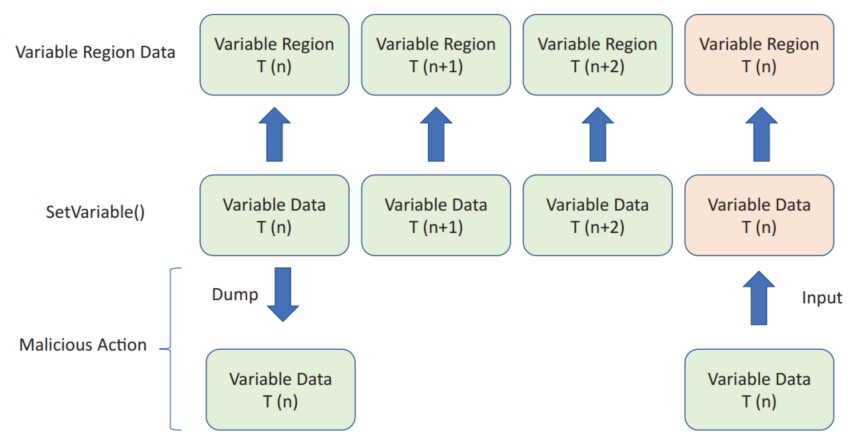 Variable Region Data
Variable Region
T (n)
Variable Region
T (n+1)
Variable Region
T (n+2)
Variable Region
T (n)
SetVariable()
Variable Data
T (n)
Variable Data
T (n+1)
Variable Data
T (n+2)
Variable Data
T (n)
Dump
Input
Malicious Action
Variable Data
T (n)
Variable Data
T (n)